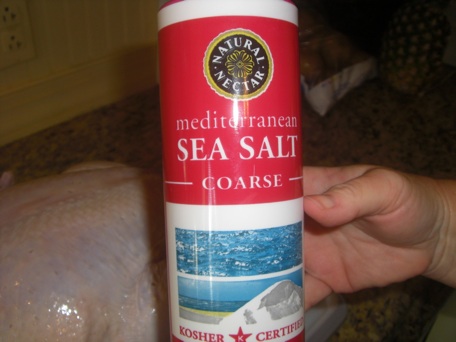 NATURAL
NECTAR
mediterranean
SEA SALT
COARSE
KOSHER K CERTIFIED